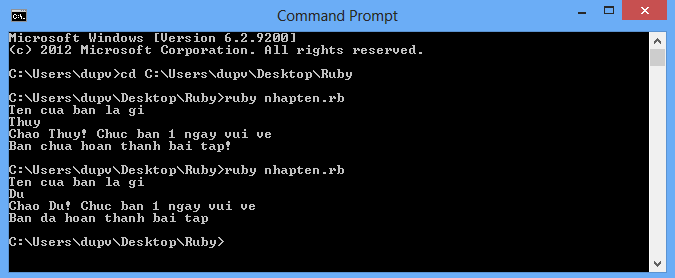 Command Prompt
Microsoft Windows [Version 6.2.9200]
(c) 2012 Microsoft Corporation. All rights reserved.
C:\Users\dupv>cd C:\Users\dupv\Desktop\Ruby
C:\Users\dupv\Desktop\Ruby>ruby nhapten.rb
Ten cua ban la gi
Thuy
Chao Thuy! Chuc ban 1 ngay vui ve
Ban chua hoan thanh bai tap!
C:\Users\dupv\Desktop\Ruby>ruby nhapten.rb
Ten cua ban la gi
Du
Chao Du! Chuc ban 1 ngay vui ve
Ban da hoan thanh bai tap
C:\Users\dupv\Desktop\Ruby>